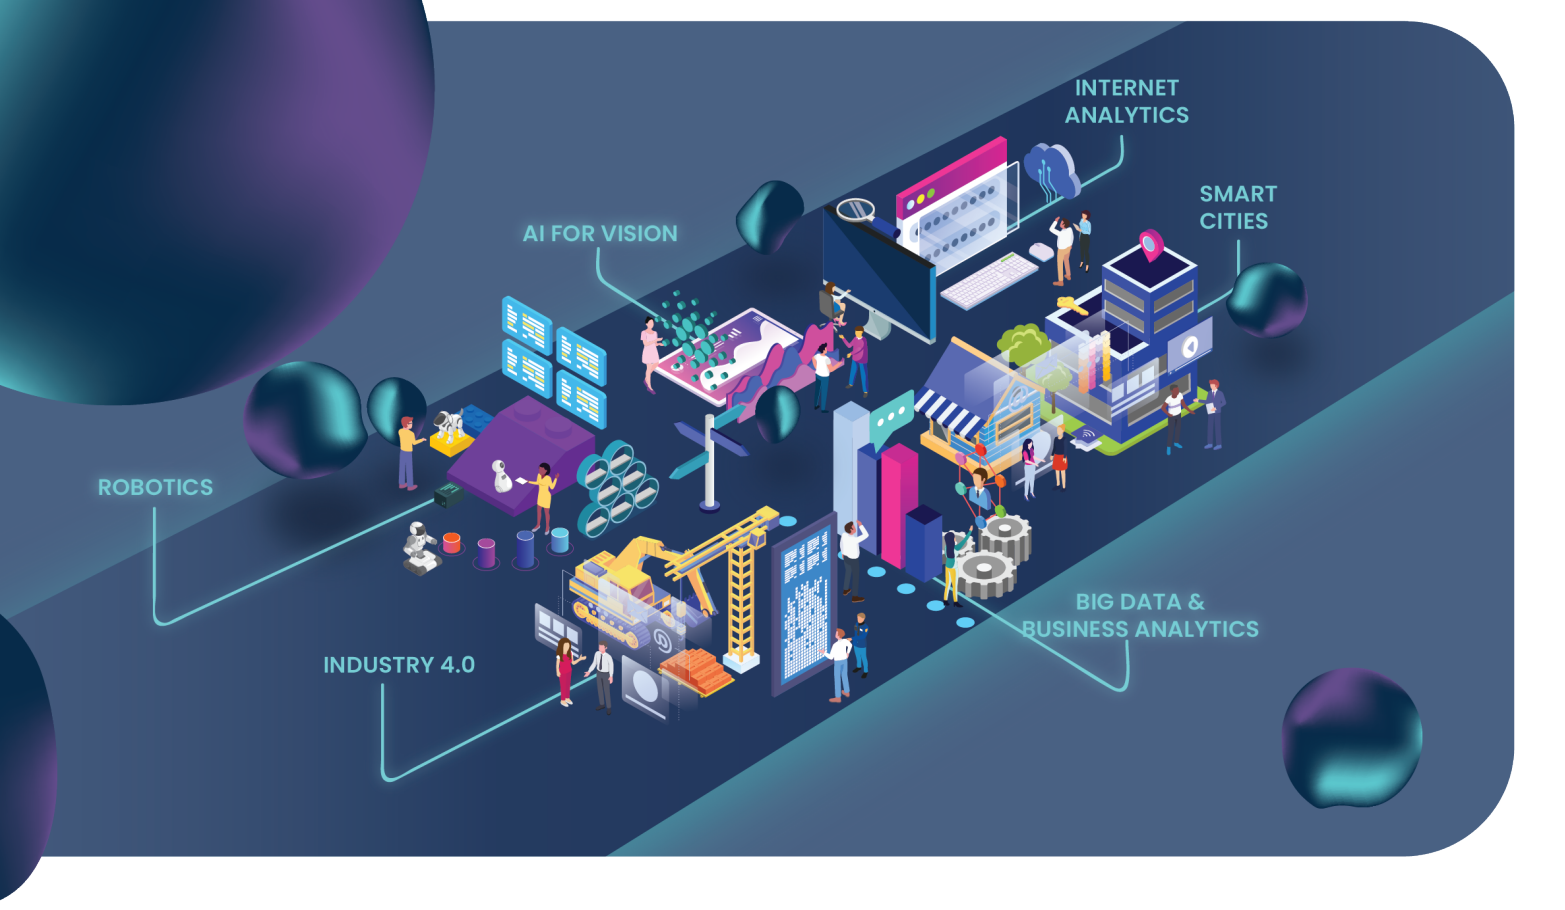 INTERNET
ANALYTICS
SMART
CITIES
AI FOR VISION
ROBOTICS
BIG DATA &
BUSINESS ANALYTICS
INDUSTRY 4.0